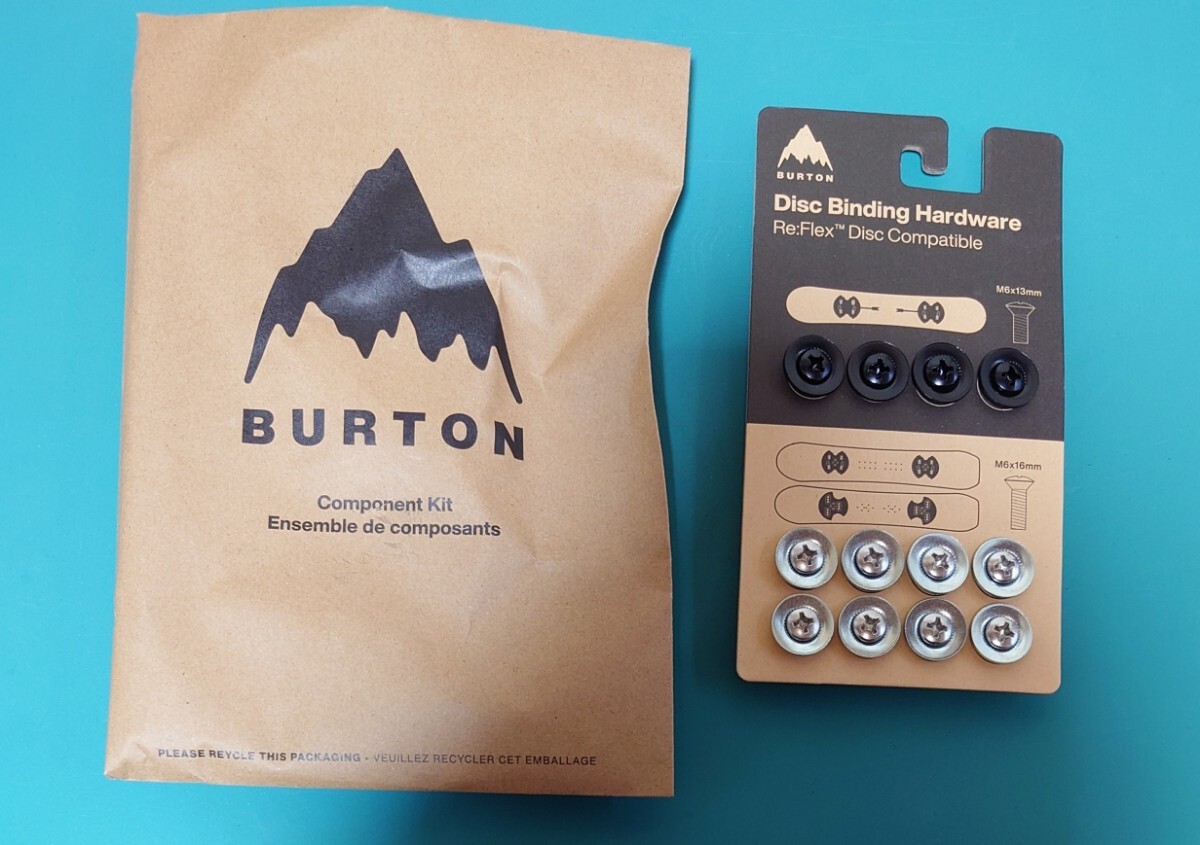 BURTON
Component Kit
Ensemble de composants
PLEASE REYCLE THIS PACKAGING - VEUILLEZ RECYCLER CET EMBALLAGE
BURTON
Disc Binding Hardware
Re:Flex™ Disc Compatible
M6x13mm
M6x16mm